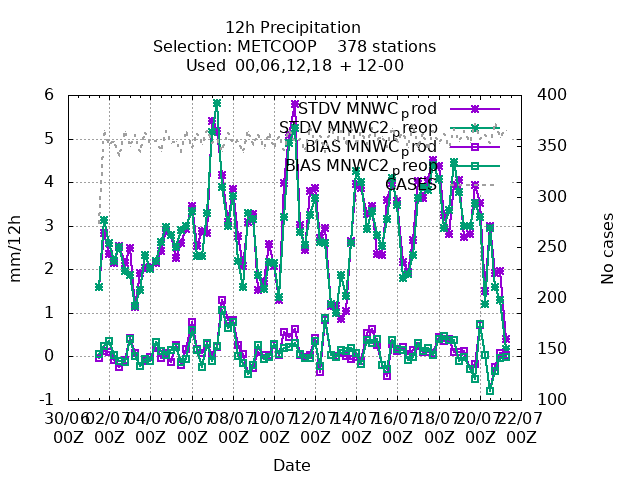 12h Precipitation
Selection: METCOOP 378 stations
Used 00,06,12,18 + 12-00
6 400
STDV MNWC_prod
STDV MNWC2_preop
5 350
BIAS MNWC_prod
BIAS MNWC2_preop
CASES
4 300
3 250
2 200
1
0 150
-1 100
mm/12h
No cases
30/06 02/07 04/07 06/07 08/07 10/07 12/07 14/07 16/07 18/07 20/07 22/07
00Z 00Z 00Z 00Z 00Z 00Z 00Z 00Z 00Z 00Z 00Z 00Z
Date